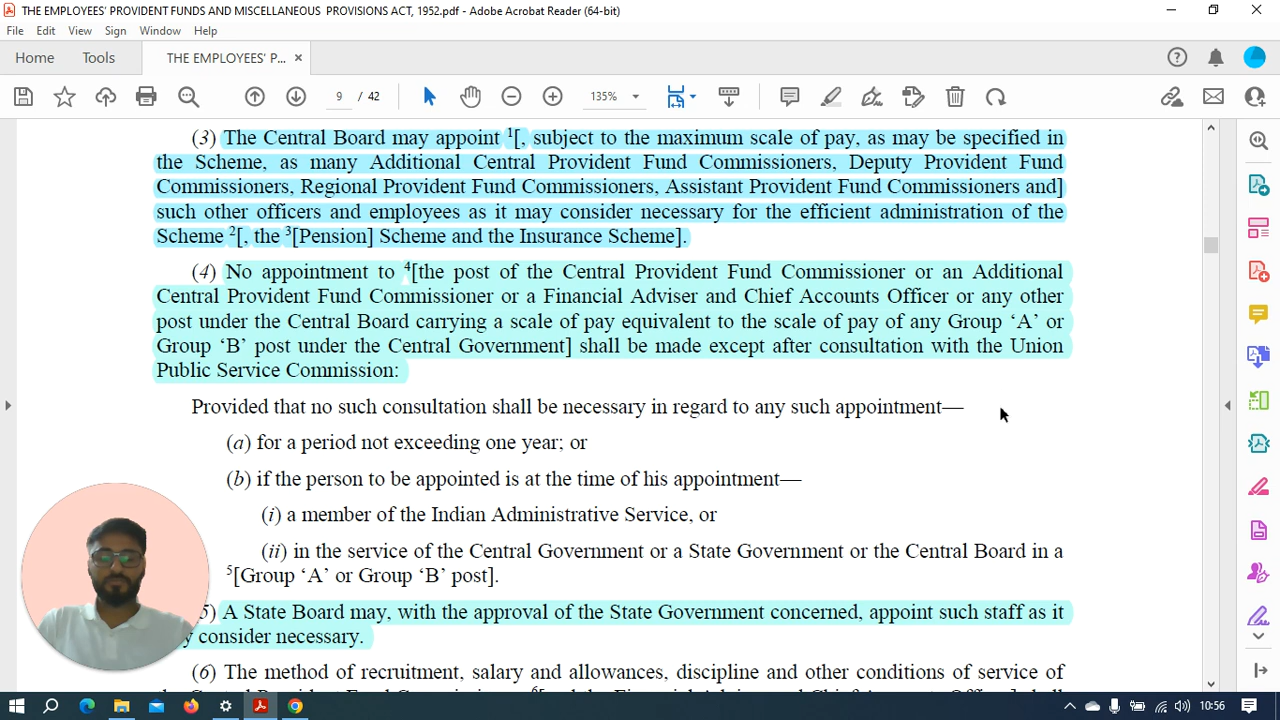 THE EMPLOYEES' PROVIDENT FUNDS AND MISCELLANEOUS PROVISIONS ACT, 1952.pdf - Adobe Acrobat Reader (64-bit)
File Edit View Sign Window Help
Home Tools THE EMPLOYEES' P... ×
9 / 42 135%
(3) The Central Board may appoint 1[, subject to the maximum scale of pay, as may be specified in
the Scheme, as many Additional Central Provident Fund Commissioners, Deputy Provident Fund
Commissioners, Regional Provident Fund Commissioners, Assistant Provident Fund Commissioners and]
such other officers and employees as it may consider necessary for the efficient administration of the
Scheme 2[, the 3[Pension] Scheme and the Insurance Scheme].
(4) No appointment to 4[the post of the Central Provident Fund Commissioner or an Additional
Central Provident Fund Commissioner or a Financial Adviser and Chief Accounts Officer or any other
post under the Central Board carrying a scale of pay equivalent to the scale of pay of any Group ‘A’ or
Group ‘B’ post under the Central Government] shall be made except after consultation with the Union
Public Service Commission:
Provided that no such consultation shall be necessary in regard to any such appointment—
(a) for a period not exceeding one year; or
(b) if the person to be appointed is at the time of his appointment—
(i) a member of the Indian Administrative Service, or
(ii) in the service of the Central Government or a State Government or the Central Board in a
5[Group ‘A’ or Group ‘B’ post].
5) A State Board may, with the approval of the State Government concerned, appoint such staff as it
y consider necessary.
(6) The method of recruitment, salary and allowances, discipline and other conditions of service of
10:56